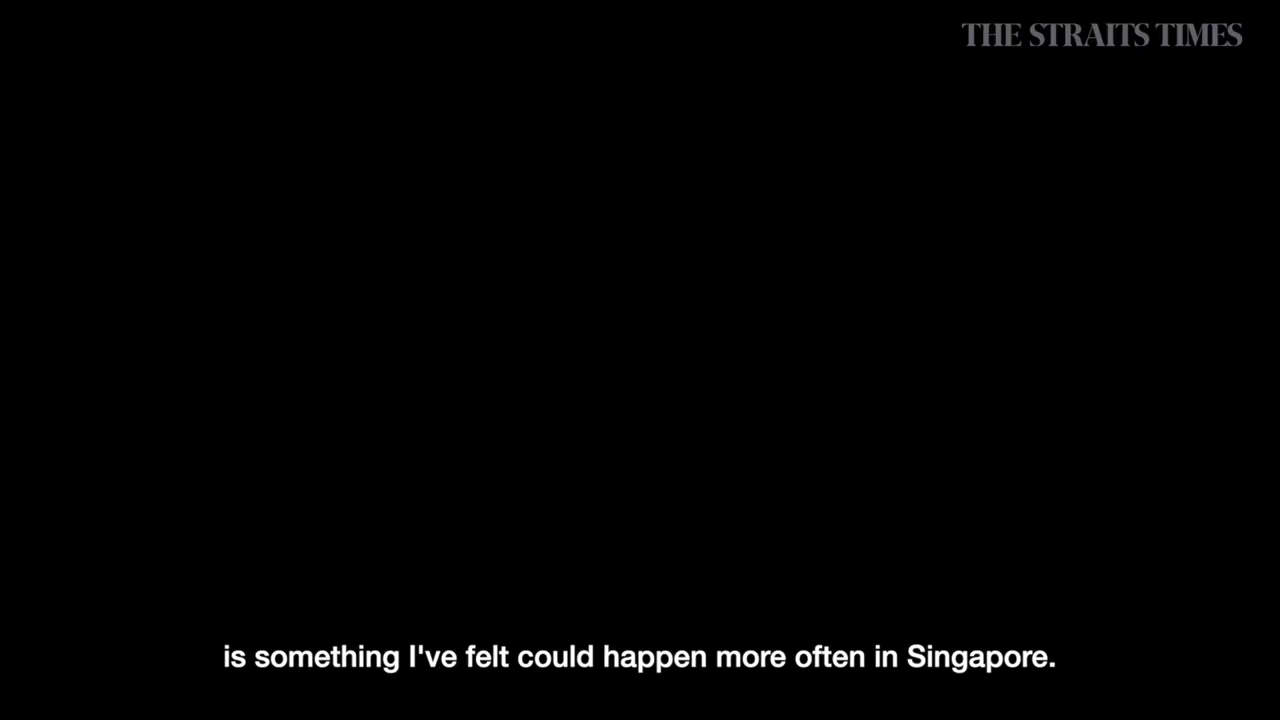 THE STRAITS TIMES
is something I've felt could happen more often in Singapore.